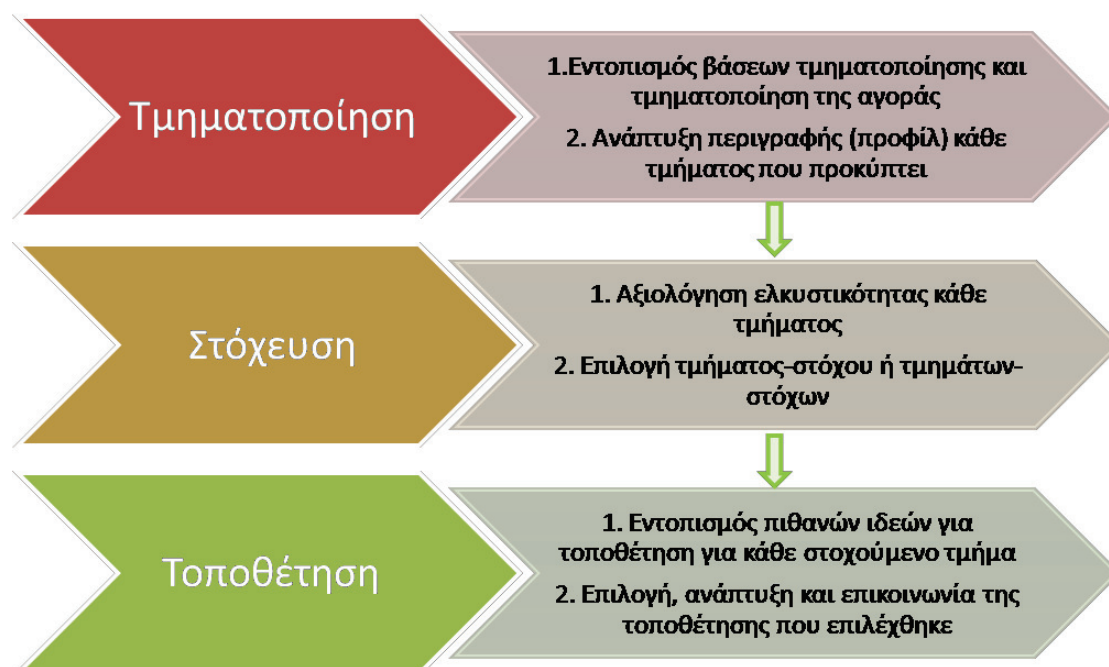 Τμηματοποίηση
1.Εντοπισμός βάσεων τμηματοποίησης και
τμηματοποίηση της αγοράς
2. Ανάπτυξη περιγραφής (προφίλ) κάθε
τμήματος που προκύπτει
Στόχευση
1. Αξιολόγηση ελκυστικότητας κάθε
τμήματος
2. Επιλογή τμήματος-στόχου ή τμημάτων-
στόχων
Τοποθέτηση
1. Εντοπισμός πιθανών ιδεών για
τοποθέτηση για κάθε στοχούμενο τμήμα
2. Επιλογή, ανάπτυξη και επικοινωνία της
τοποθέτησης που επιλέχθηκε